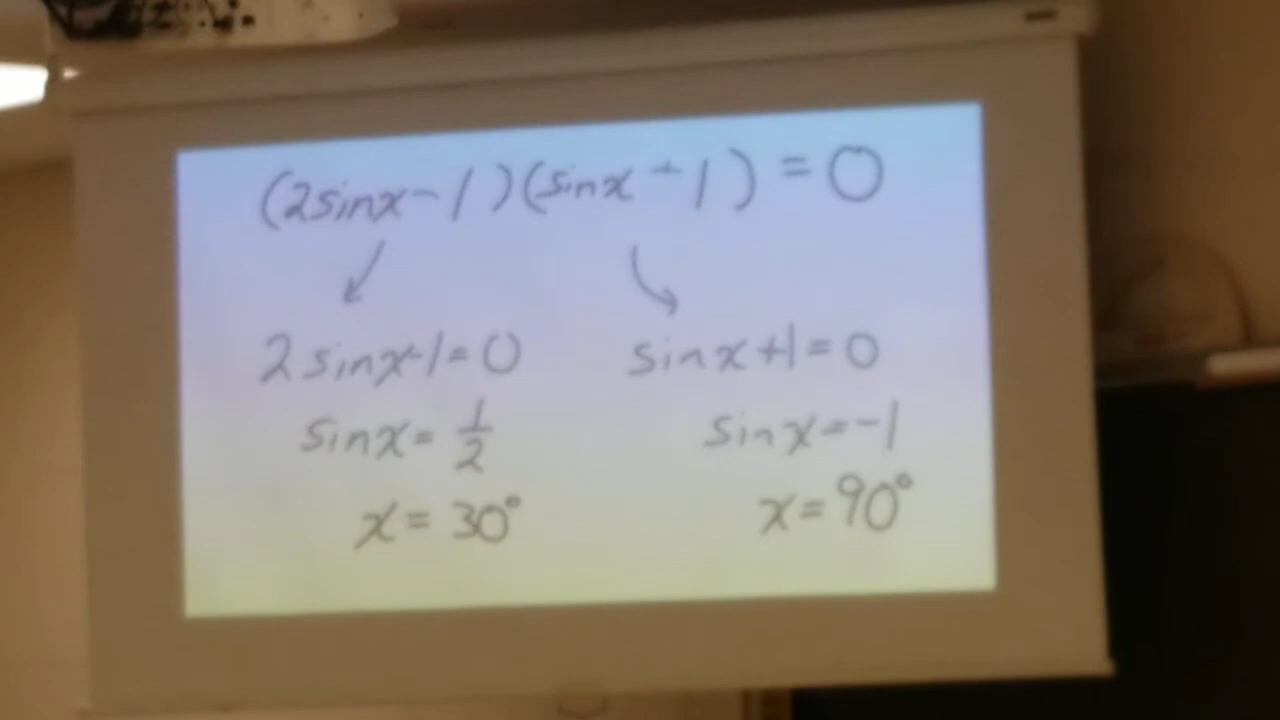 (2sinx-1)(sinx+1)=0
2sinx-1=0
sinx+1=0
sinx=1/2
sinx=-1
x=30°
x=90°